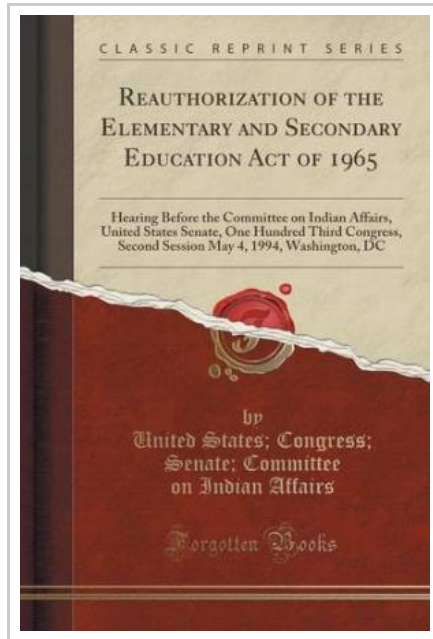 CLASSIC REPRINT SERIES
REAUTHORIZATION OF THE
ELEMENTARY AND SECONDARY
EDUCATION ACT OF 1965
Hearing Before the Committee on Indian Affairs,
United States Senate, One Hundred Third Congress,
Second Session May 4, 1994, Washington, DC
by
United States; Congress;
Senate; Committee
on Indian Affairs
Forgotten Books